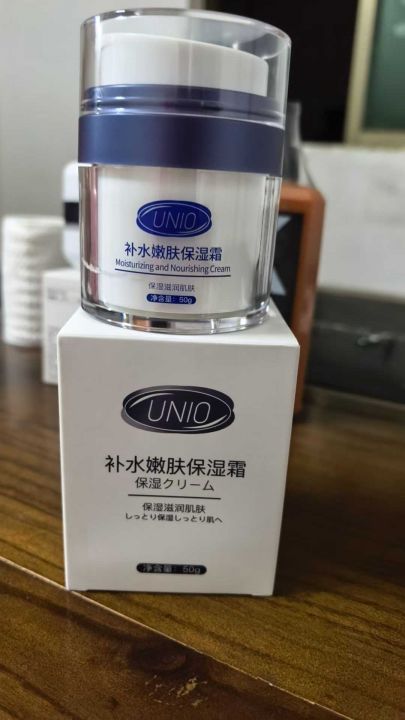 UNIO
补水嫩肤保湿霜
Moisturizing and Nourishing Cream
保湿滋润肌肤
净含量：50g
UNIO
补水嫩肤保湿霜
保湿クリーム
保湿滋润肌肤
しっとり保湿しっとり肌へ
净含量：50g